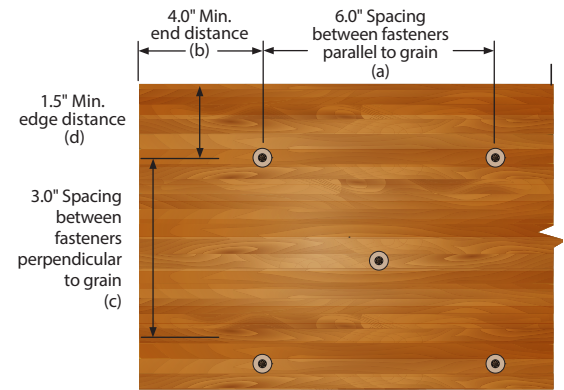 4.0" Min.
end distance
(b)
6.0" Spacing
between fasteners
parallel to grain
(a)
1.5" Min.
edge distance
(d)
3.0" Spacing
between
fasteners
perpendicular
to grain
(c)